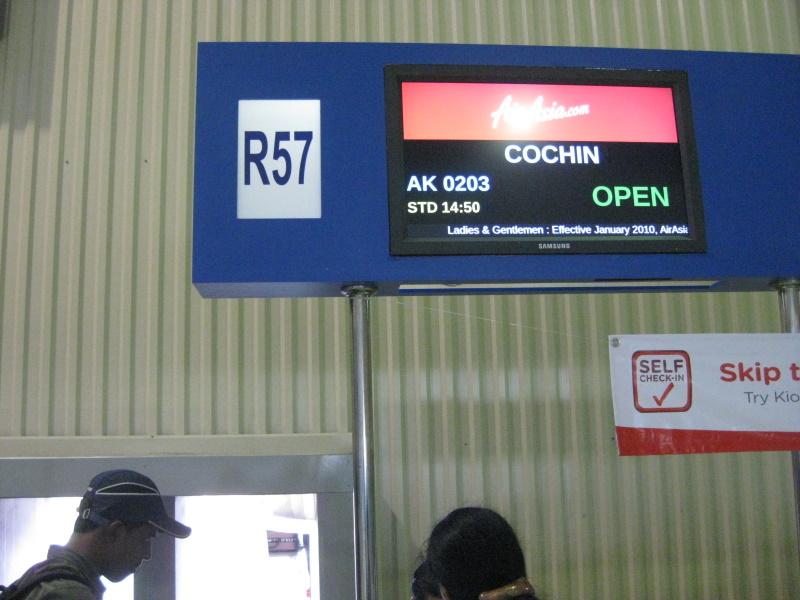 R57
AirAsia.com
COCHIN
AK 0203
OPEN
STD 14:50
Ladies & Gentlemen : Effective January 2010, AirAsia
SAMSUNG
SELF
CHECK-IN
Skip t
Try Kio